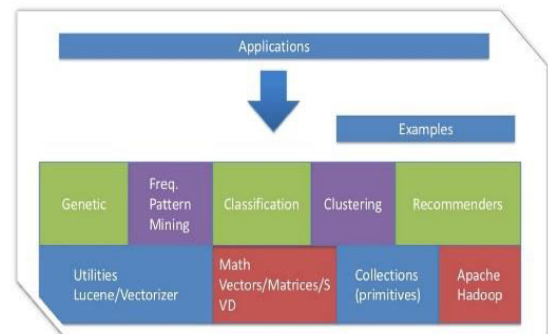 Applications
Examples
Genetic
Freq.
Pattern
Mining
Classification
Clustering
Recommenders
Utilities
Lucene/Vectorizer
Math
Vectors/Matrices/S
VD
Collections
(primitives)
Apache
Hadoop